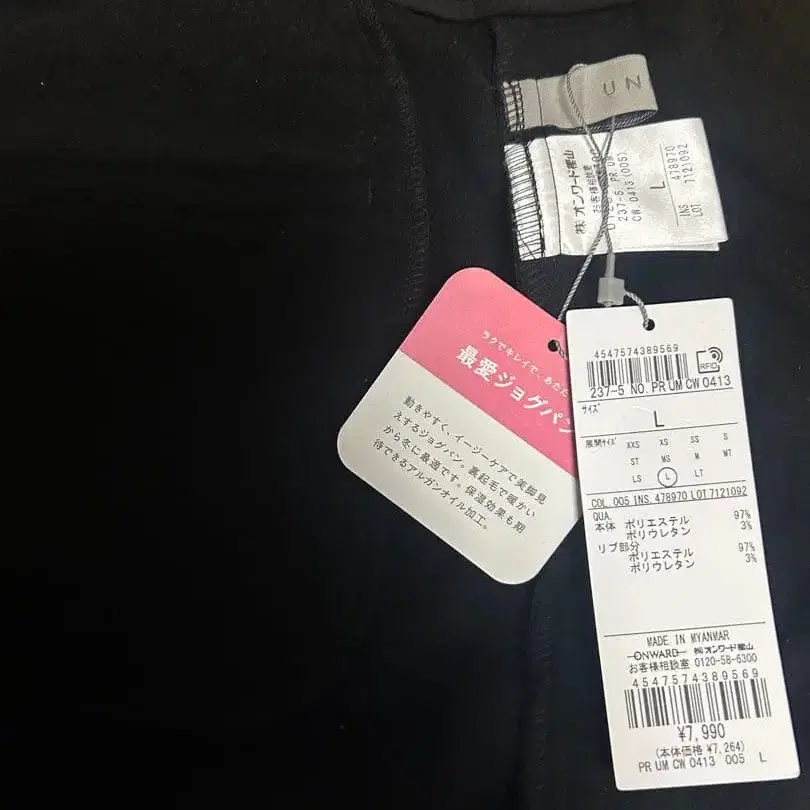 UN
(株)オンワード樫山
お客様相談室
237-5. PR UM
CW. 0413 (005)
L
INS 478970
LOT 7121092
ラクでキレイで、あたた
最愛ジョグパン
動きやすく、イージーケアで美脚見
えするジョグパン。裏起毛で暖かい
から冬に最適です。保湿効果も期
待できるアルガンオイル加工。
4547574389569
RFID
237-5 NO. PR UM CW 0413
サイズ
L
展開サイズ XXS XS SS S
ST MS M MT
LS L LT
COL. 005 INS. 478970 LOT 7121092
QUA.
本体 ポリエステル 97%
ポリウレタン 3%
リブ部分
ポリエステル 97%
ポリウレタン 3%
MADE IN MYANMAR
ONWARD ㈱オンワード樫山
お客様相談室 0120-58-6300
4547574389569
¥7,990
(本体価格 ¥7,264)
PR UM CW 0413 005 L